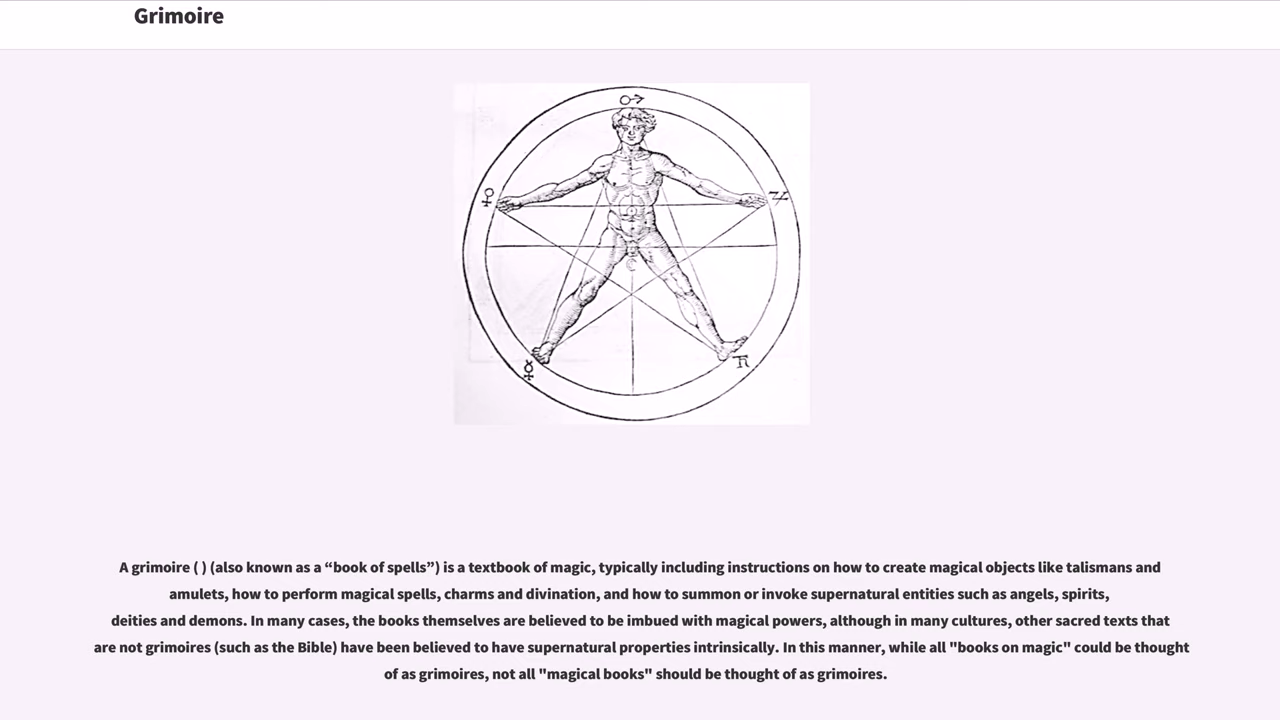 Grimoire
A grimoire ( ) (also known as a “book of spells”) is a textbook of magic, typically including instructions on how to create magical objects like talismans and
amulets, how to perform magical spells, charms and divination, and how to summon or invoke supernatural entities such as angels, spirits,
deities and demons. In many cases, the books themselves are believed to be imbued with magical powers, although in many cultures, other sacred texts that
are not grimoires (such as the Bible) have been believed to have supernatural properties intrinsically. In this manner, while all "books on magic" could be thought
of as grimoires, not all "magical books" should be thought of as grimoires.